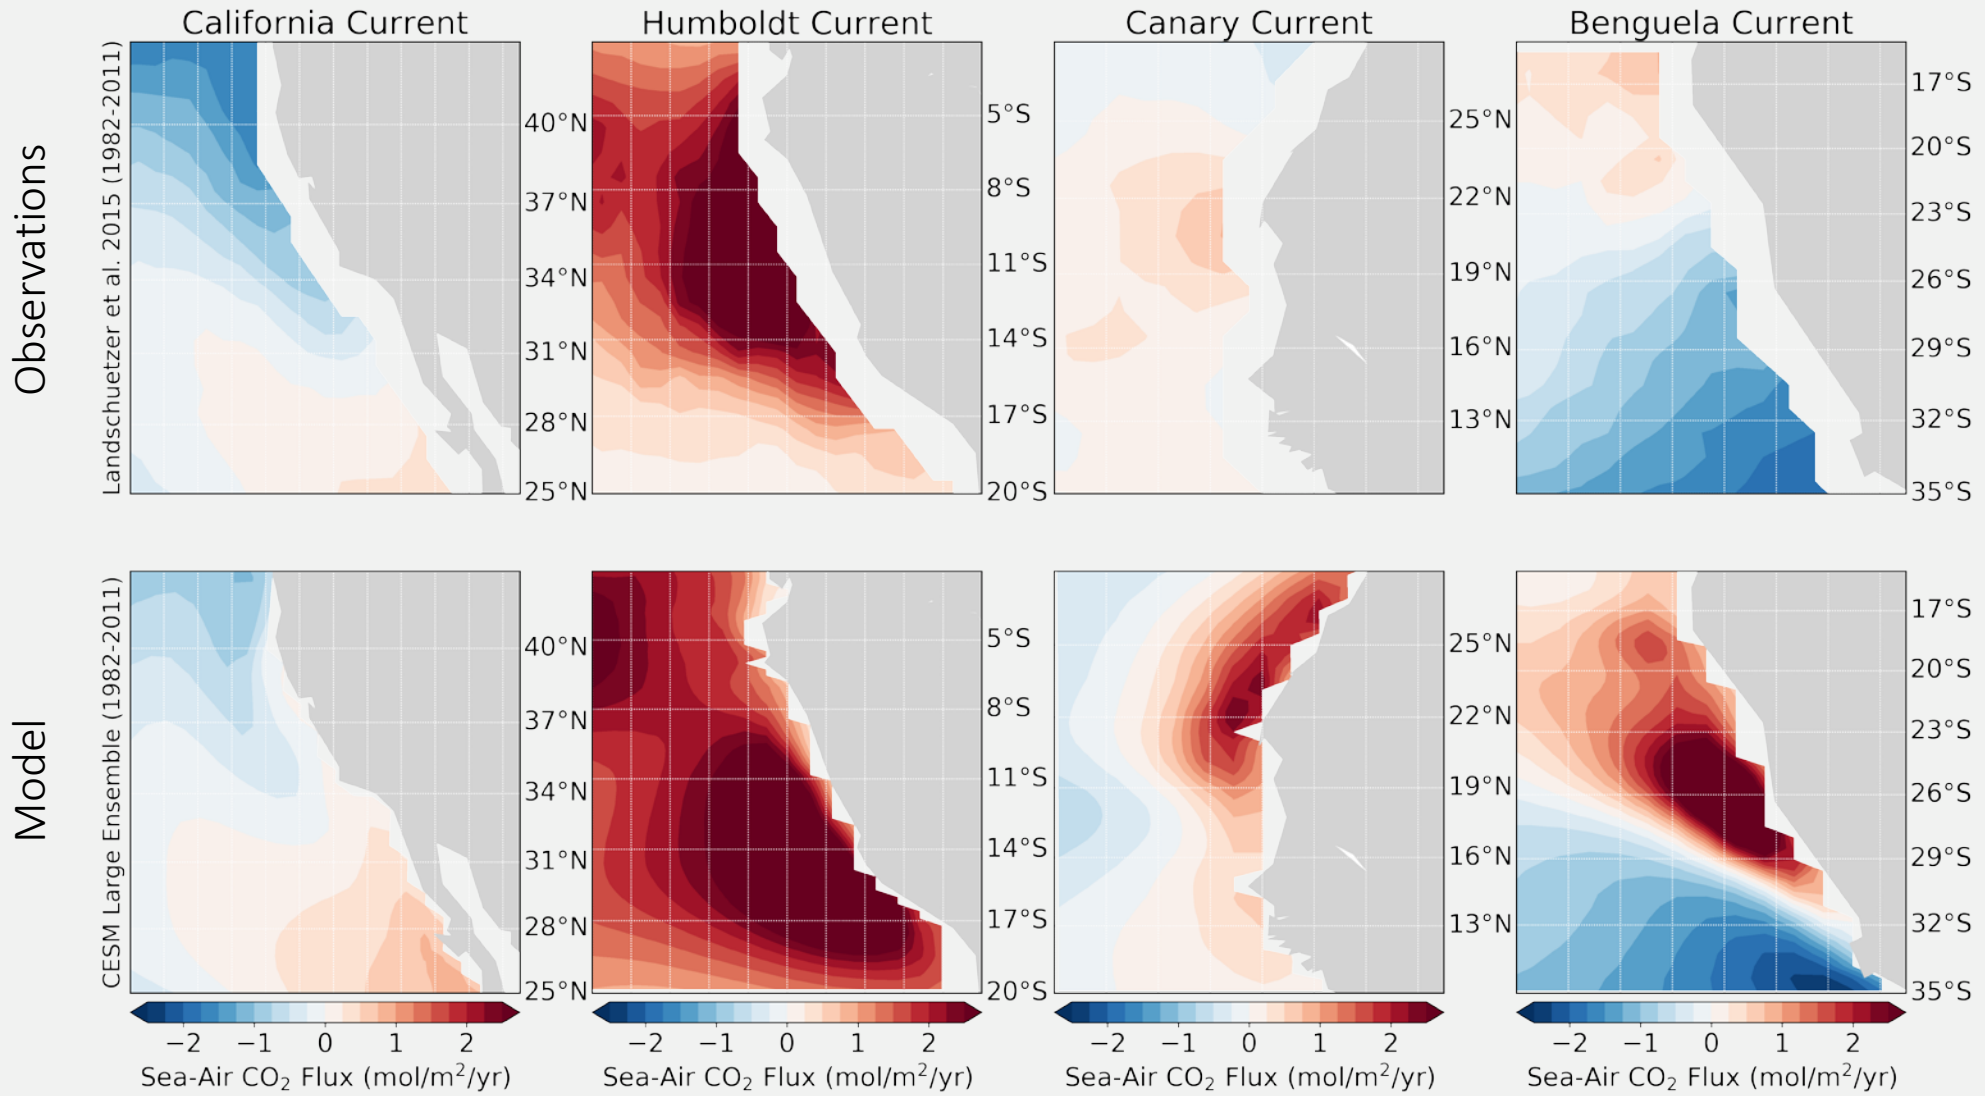 California Current
Humboldt Current
Canary Current
Benguela Current
Observations
Landschuetzer et al. 2015 (1982-2011)
40°N
37°N
34°N
31°N
28°N
25°N
5°S
8°S
11°S
14°S
17°S
20°S
25°N
22°N
19°N
16°N
13°N
17°S
20°S
23°S
26°S
29°S
32°S
35°S
Model
CESM Large Ensemble (1982-2011)
40°N
37°N
34°N
31°N
28°N
25°N
5°S
8°S
11°S
14°S
17°S
20°S
25°N
22°N
19°N
16°N
13°N
17°S
20°S
23°S
26°S
29°S
32°S
35°S
−2 −1 0 1 2
Sea-Air CO₂ Flux (mol/m²/yr)
−2 −1 0 1 2
Sea-Air CO₂ Flux (mol/m²/yr)
−2 −1 0 1 2
Sea-Air CO₂ Flux (mol/m²/yr)
−2 −1 0 1 2
Sea-Air CO₂ Flux (mol/m²/yr)